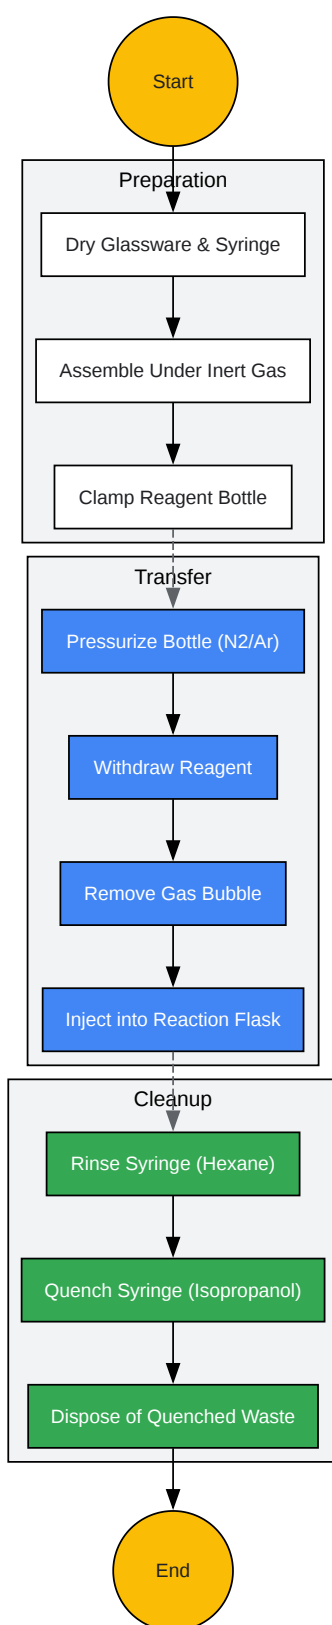 Start
Preparation
Dry Glassware & Syringe
Assemble Under Inert Gas
Clamp Reagent Bottle
Transfer
Pressurize Bottle (N2/Ar)
Withdraw Reagent
Remove Gas Bubble
Inject into Reaction Flask
Cleanup
Rinse Syringe (Hexane)
Quench Syringe (Isopropanol)
Dispose of Quenched Waste
End